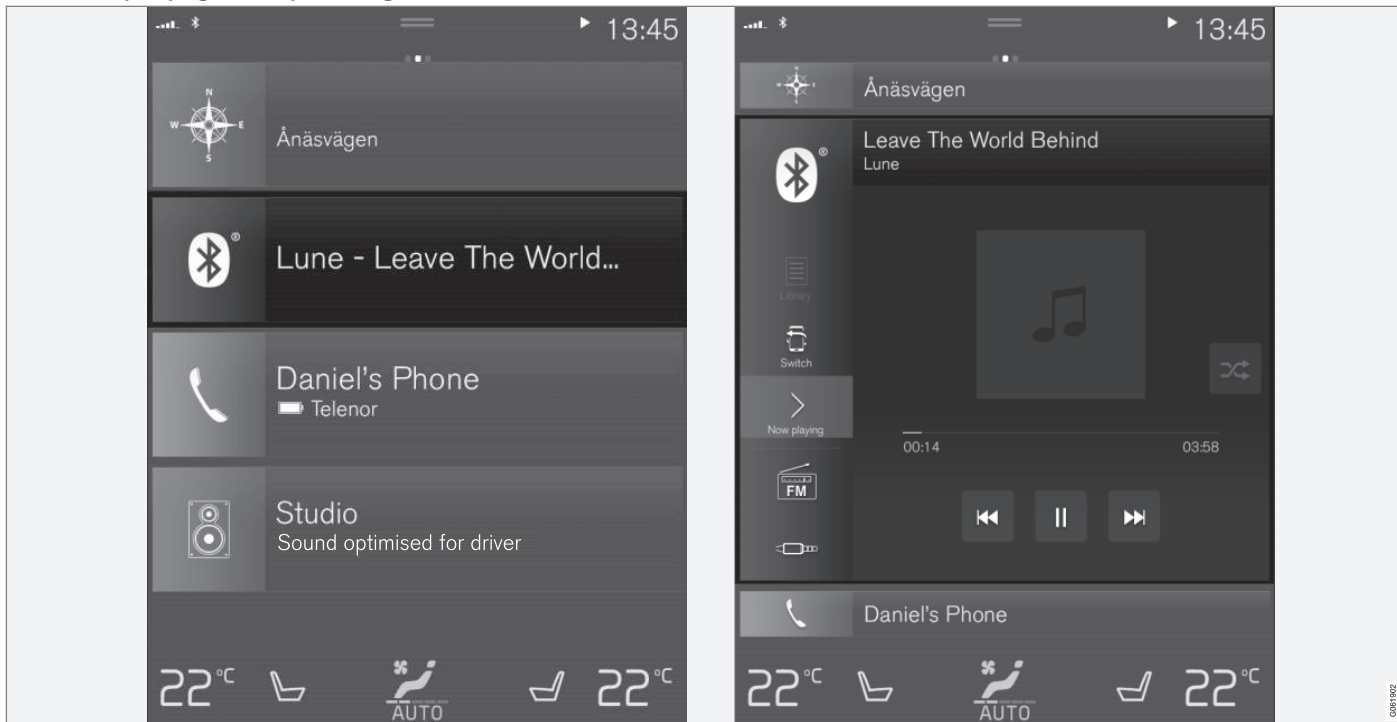 13:45
N
W
E
S
Ånäsvägen
Lune - Leave The World...
Daniel's Phone
Telenor
Studio
Sound optimised for driver
22°C
AUTO
22°C
13:45
Ånäsvägen
Leave The World Behind
Lune
Library
Switch
Now playing
00:14
03:58
FM
Daniel's Phone
22°C
AUTO
22°C
G061902